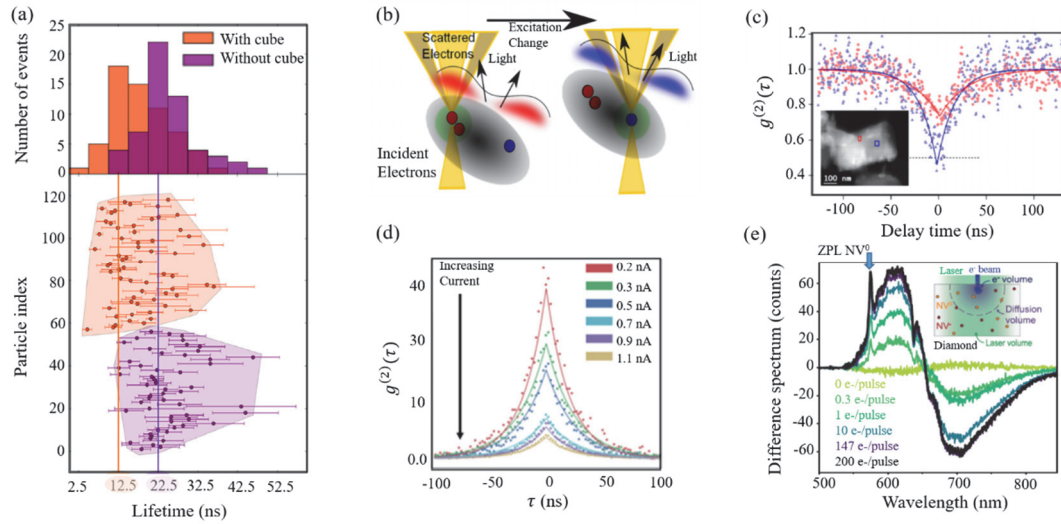 (a)
With cube
Without cube
Number of events
25
20
15
10
5
0
Particle index
120
100
80
60
40
20
0
2.5
12.5
22.5
32.5
42.5
52.5
Lifetime (ns)
(b)
Scattered
Electrons
Light
Excitation
Change
Light
Incident
Electrons
(c)
g(2)(τ)
1.2
1.0
0.8
0.6
0.4
100 nm
-100
-50
0
50
100
Delay time (ns)
(d)
Increasing
Current
0.2 nA
0.3 nA
0.5 nA
0.7 nA
0.9 nA
1.1 nA
g(2)(τ)
40
30
20
10
0.0
-100
-50
0
50
100
τ (ns)
(e)
ZPL NV0
Laser
e- beam
e- volume
NV0
NV-
Diffusion
volume
Laser volume
Diamond
Difference spectrum (counts)
60
40
20
0
-20
-40
-60
0 e-/pulse
0.3 e-/pulse
1 e-/pulse
10 e-/pulse
147 e-/pulse
200 e-/pulse
500
600
700
800
Wavelength (nm)